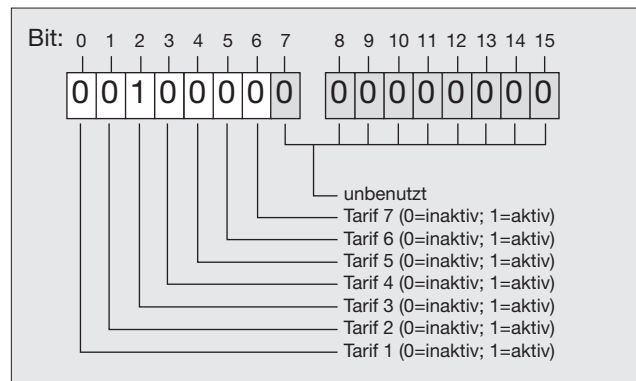 Bit: 0 1 2 3 4 5 6 7 8 9 10 11 12 13 14 15
0 0 1 0 0 0 0 0 0 0 0 0 0 0 0 0
unbenutzt
Tarif 7 (0=inaktiv; 1=aktiv)
Tarif 6 (0=inaktiv; 1=aktiv)
Tarif 5 (0=inaktiv; 1=aktiv)
Tarif 4 (0=inaktiv; 1=aktiv)
Tarif 3 (0=inaktiv; 1=aktiv)
Tarif 2 (0=inaktiv; 1=aktiv)
Tarif 1 (0=inaktiv; 1=aktiv)